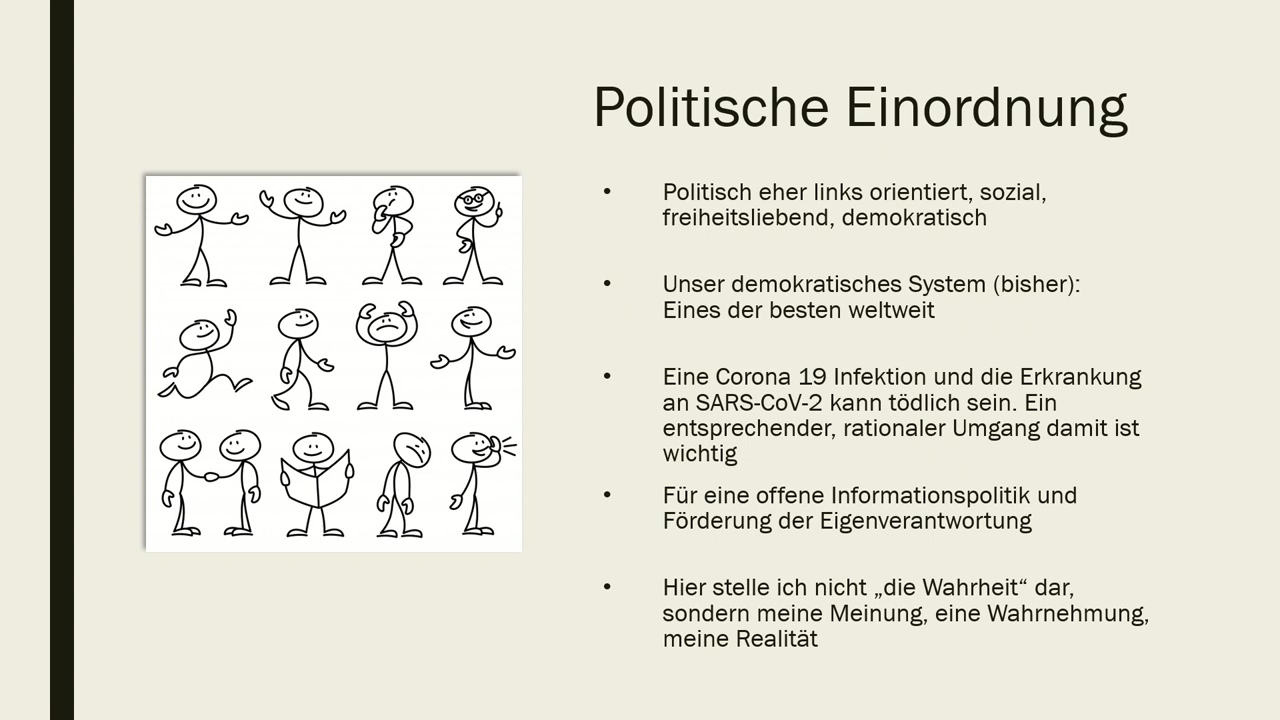 Politische Einordnung
• Politisch eher links orientiert, sozial,
freiheitsliebend, demokratisch
• Unser demokratisches System (bisher):
Eines der besten weltweit
• Eine Corona 19 Infektion und die Erkrankung
an SARS-CoV-2 kann tödlich sein. Ein
entsprechender, rationaler Umgang damit ist
wichtig
• Für eine offene Informationspolitik und
Förderung der Eigenverantwortung
• Hier stelle ich nicht „die Wahrheit“ dar,
sondern meine Meinung, eine Wahrnehmung,
meine Realität